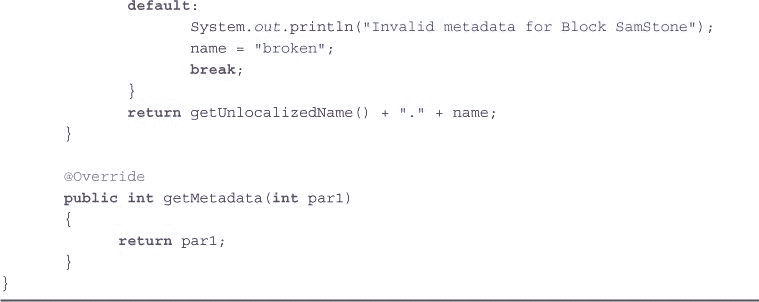 default:
System.out.println("Invalid metadata for Block SamStone");
name = "broken";
break;
}
return getUnlocalizedName() + "." + name;
}
@Override
public int getMetadata(int par1)
{
return par1;
}
}